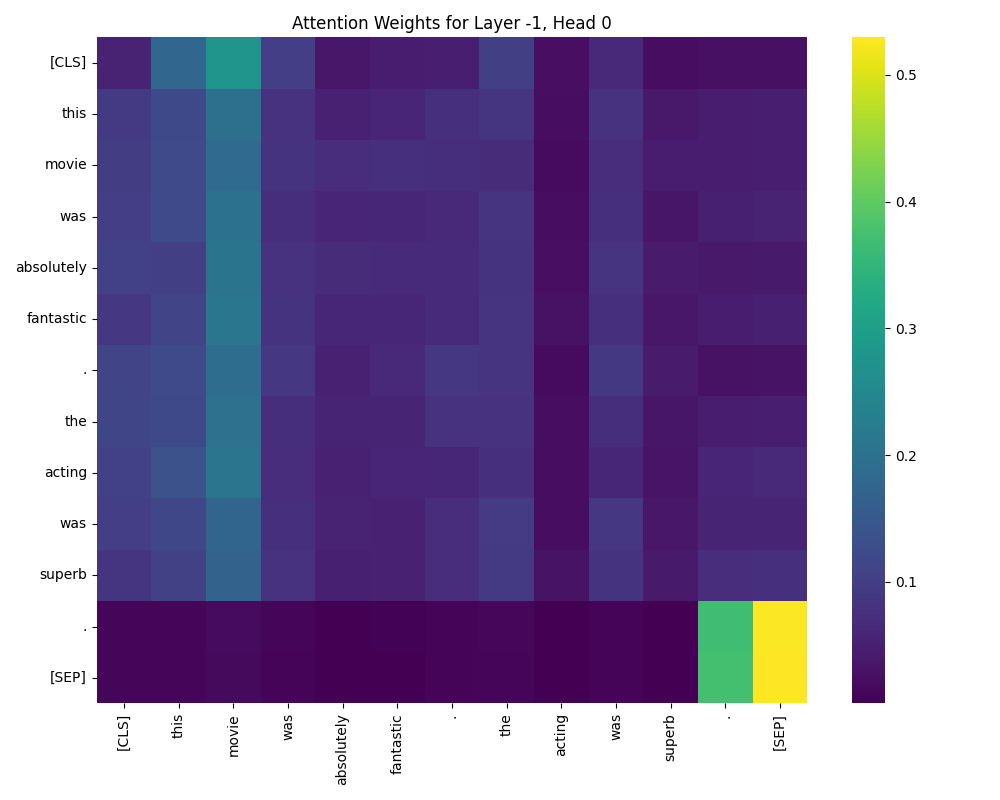 Attention Weights for Layer -1, Head 0
[CLS]
this
movie
was
absolutely
fantastic
.
the
acting
was
superb
.
[SEP]
[CLS]
this
movie
was
absolutely
fantastic
.
the
acting
was
superb
.
[SEP]
0.5
0.4
0.3
0.2
0.1